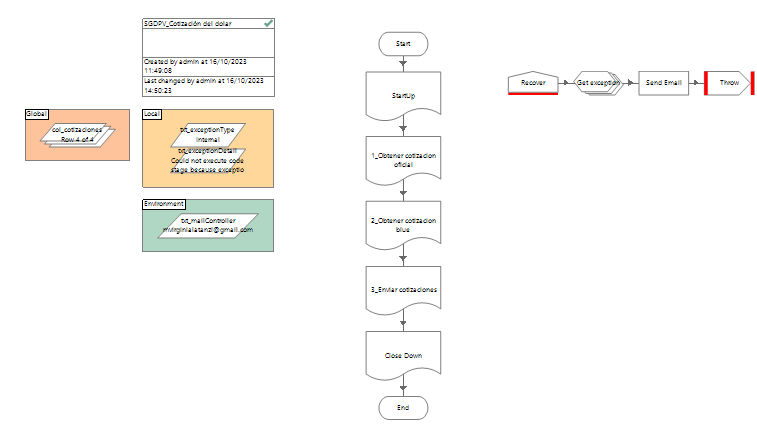 SGDPV_Cotización del dolar
Created by admin at 16/10/2023
11:49:08
Last changed by admin at 16/10/2023
14:50:23
Global
col_cotizaciones
Row 4 of 4
Local
txt_exceptionType
Internal
txt_exceptionDetail
Could not execute code
stage because exceptio
Environment
txt_mailController
mvirginialatanzi@gmail.com
Start
StartUp
1_Obtener cotizacion
oficial
2_Obtener cotizacion
blue
3_Enviar cotizaciones
Close Down
End
Recover
Get exception
Send Email
Throw